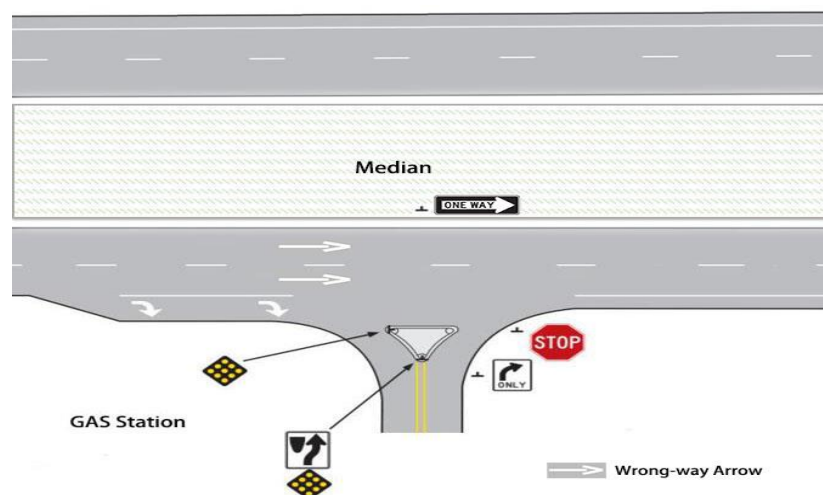 Median
ONE WAY
STOP
ONLY
GAS Station
Wrong-way Arrow